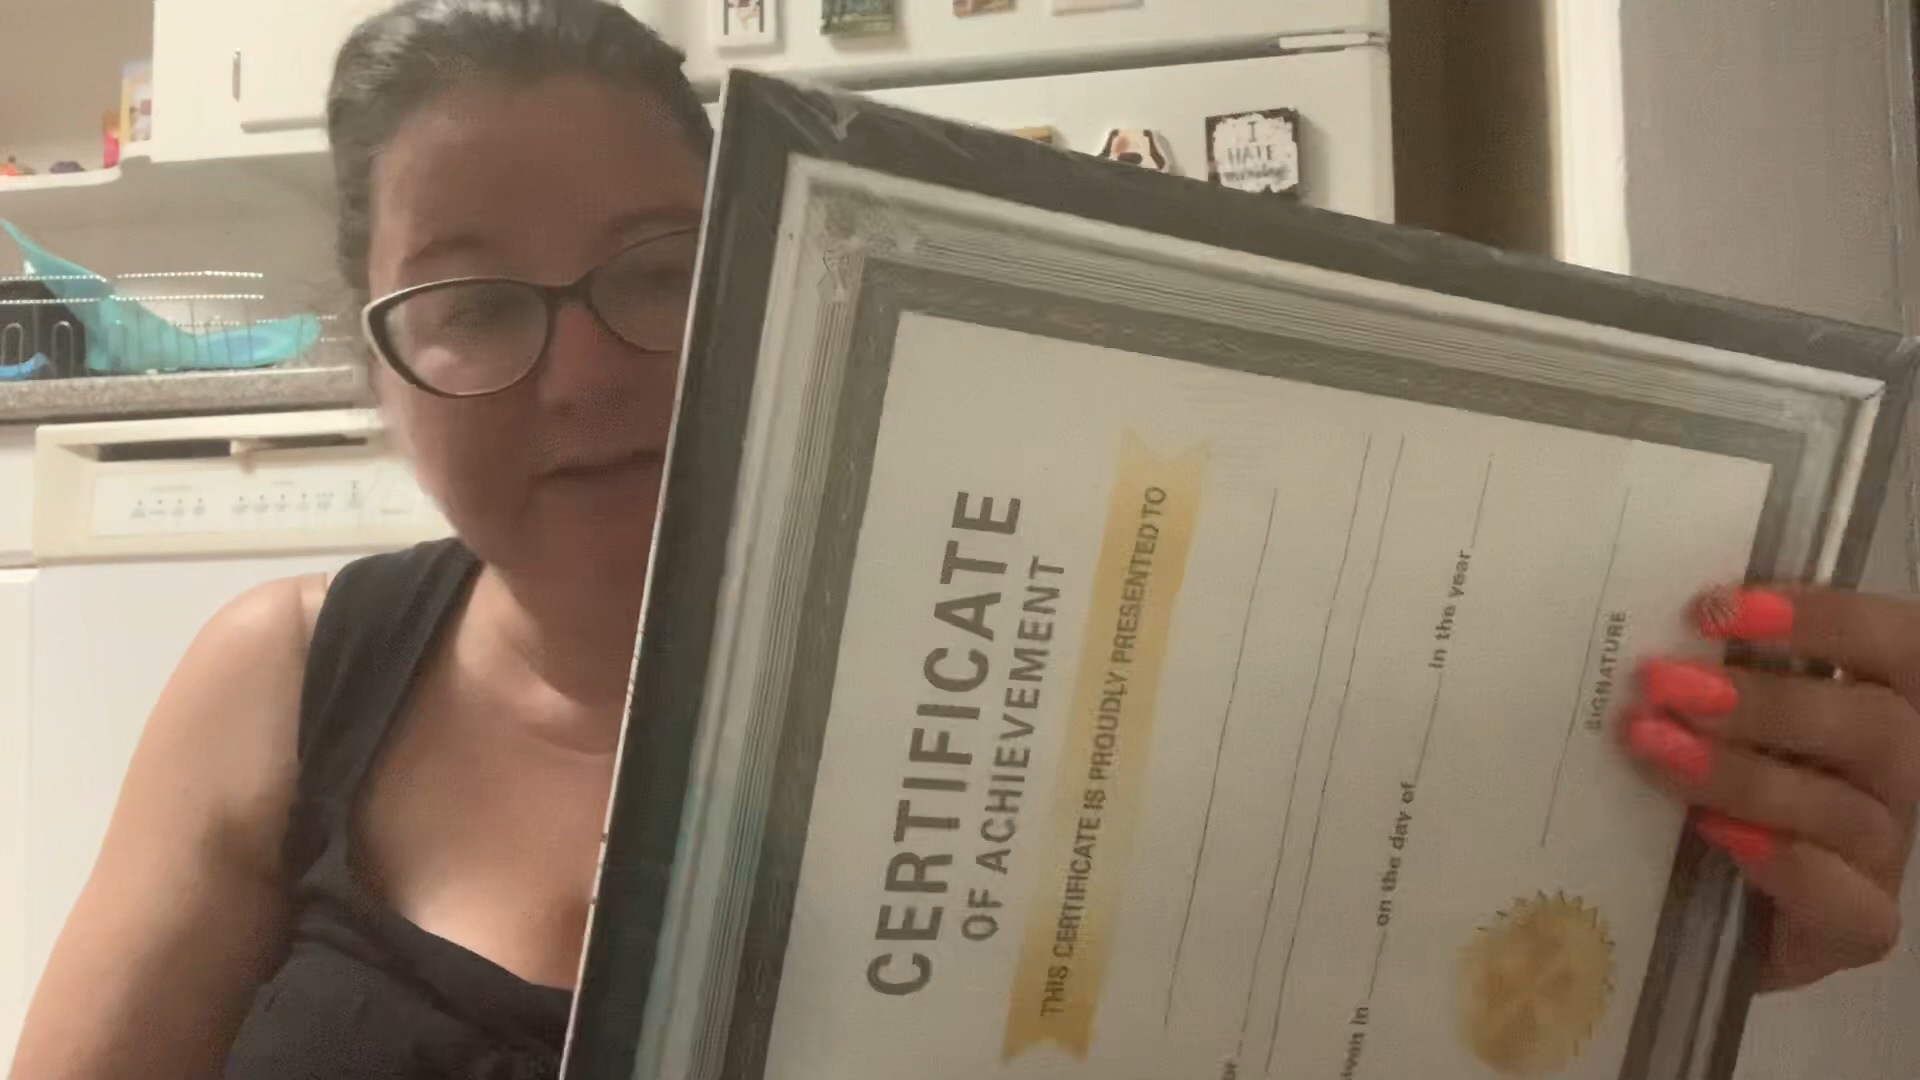 I
HATE
CERTIFICATE
OF ACHIEVEMENT
THIS CERTIFICATE IS PROUDLY PRESENTED TO
on the day of in the year
SIGNATURE